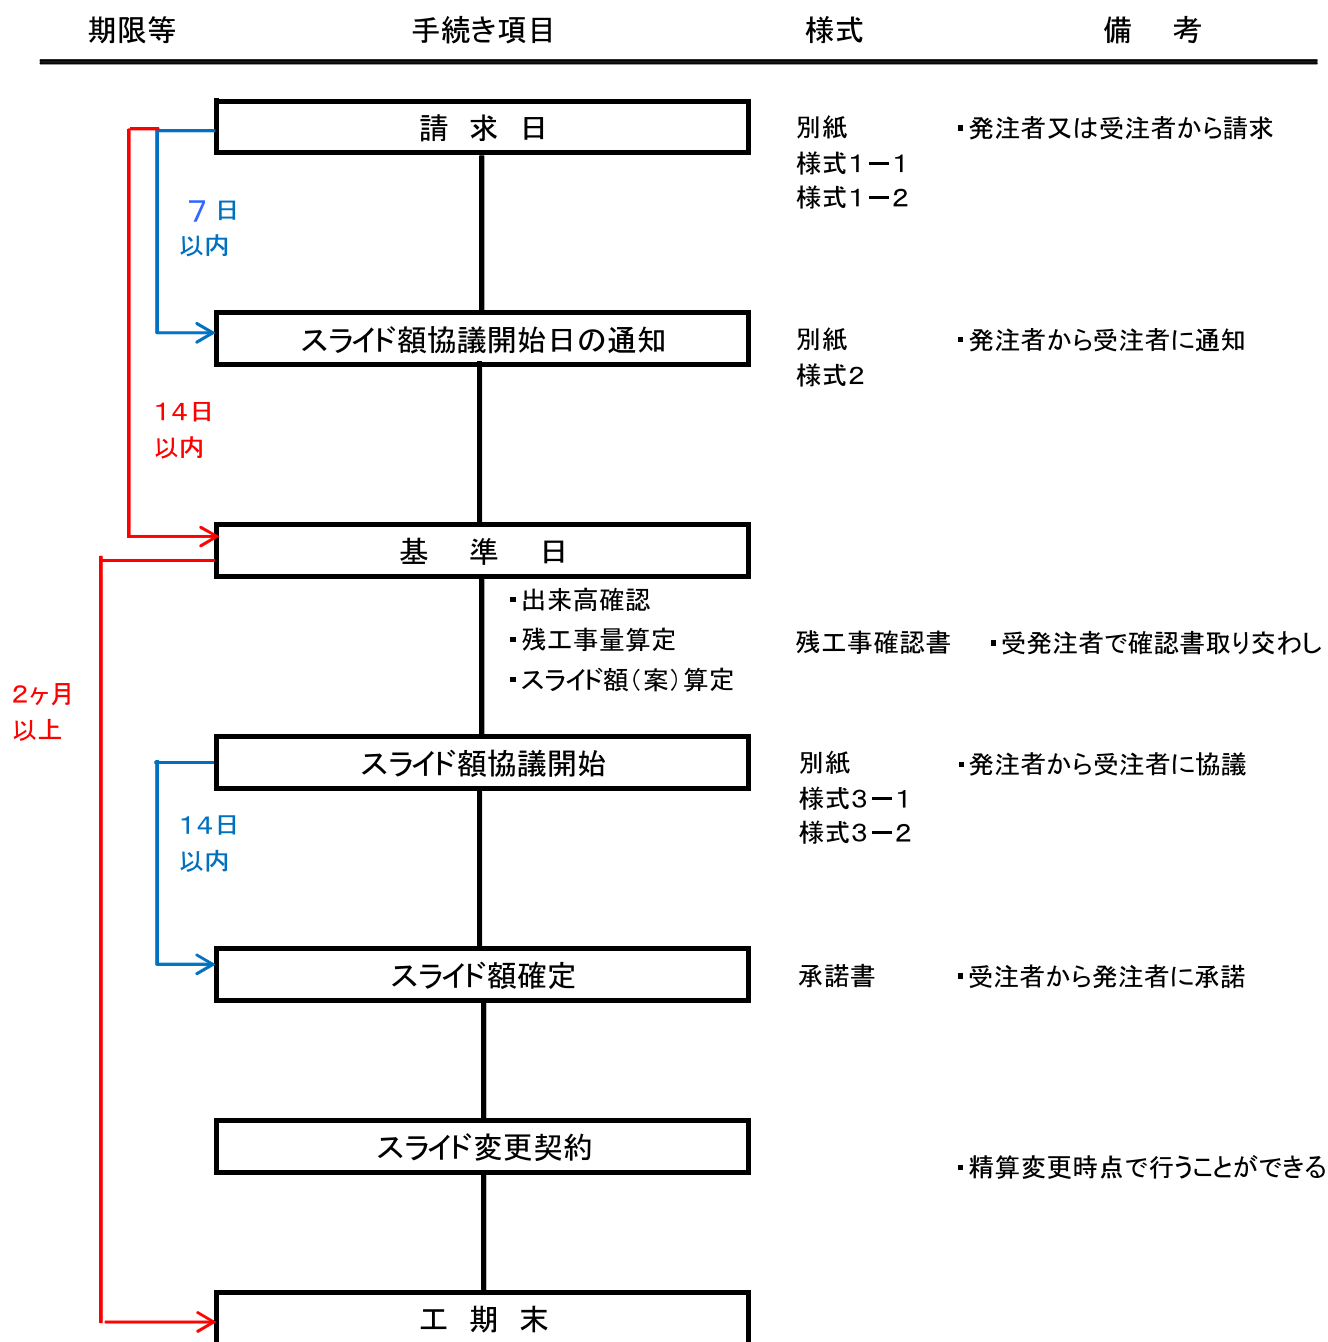 期限等 手続き項目 様式 備 考
請 求 日 別紙 ・発注者又は受注者から請求
様式1－1
様式1－2
7 日
以内
スライド額協議開始日の通知 別紙 ・発注者から受注者に通知
様式2
14日
以内
基 準 日
・出来高確認
・残工事量算定 残工事確認書 ・受発注者で確認書取り交わし
・スライド額（案）算定
2ヶ月
以上
スライド額協議開始 別紙 ・発注者から受注者に協議
様式3－1
様式3－2
14日
以内
スライド額確定 承諾書 ・受注者から発注者に承諾
スライド変更契約
・精算変更時点で行うことができる
工 期 末